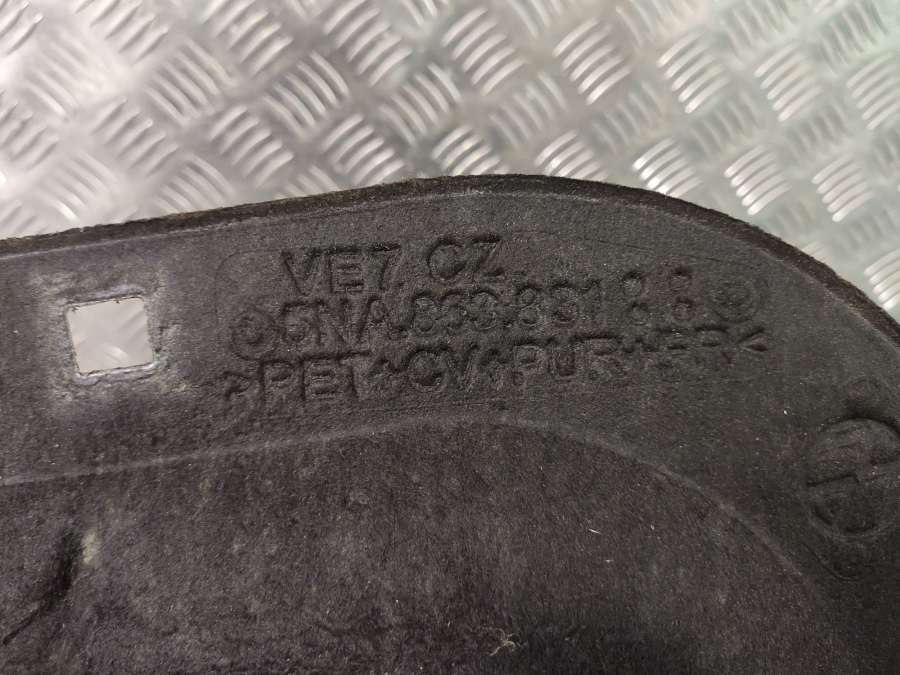 VE7 CZ
5NA.863.831
>PET+CV+PUR+